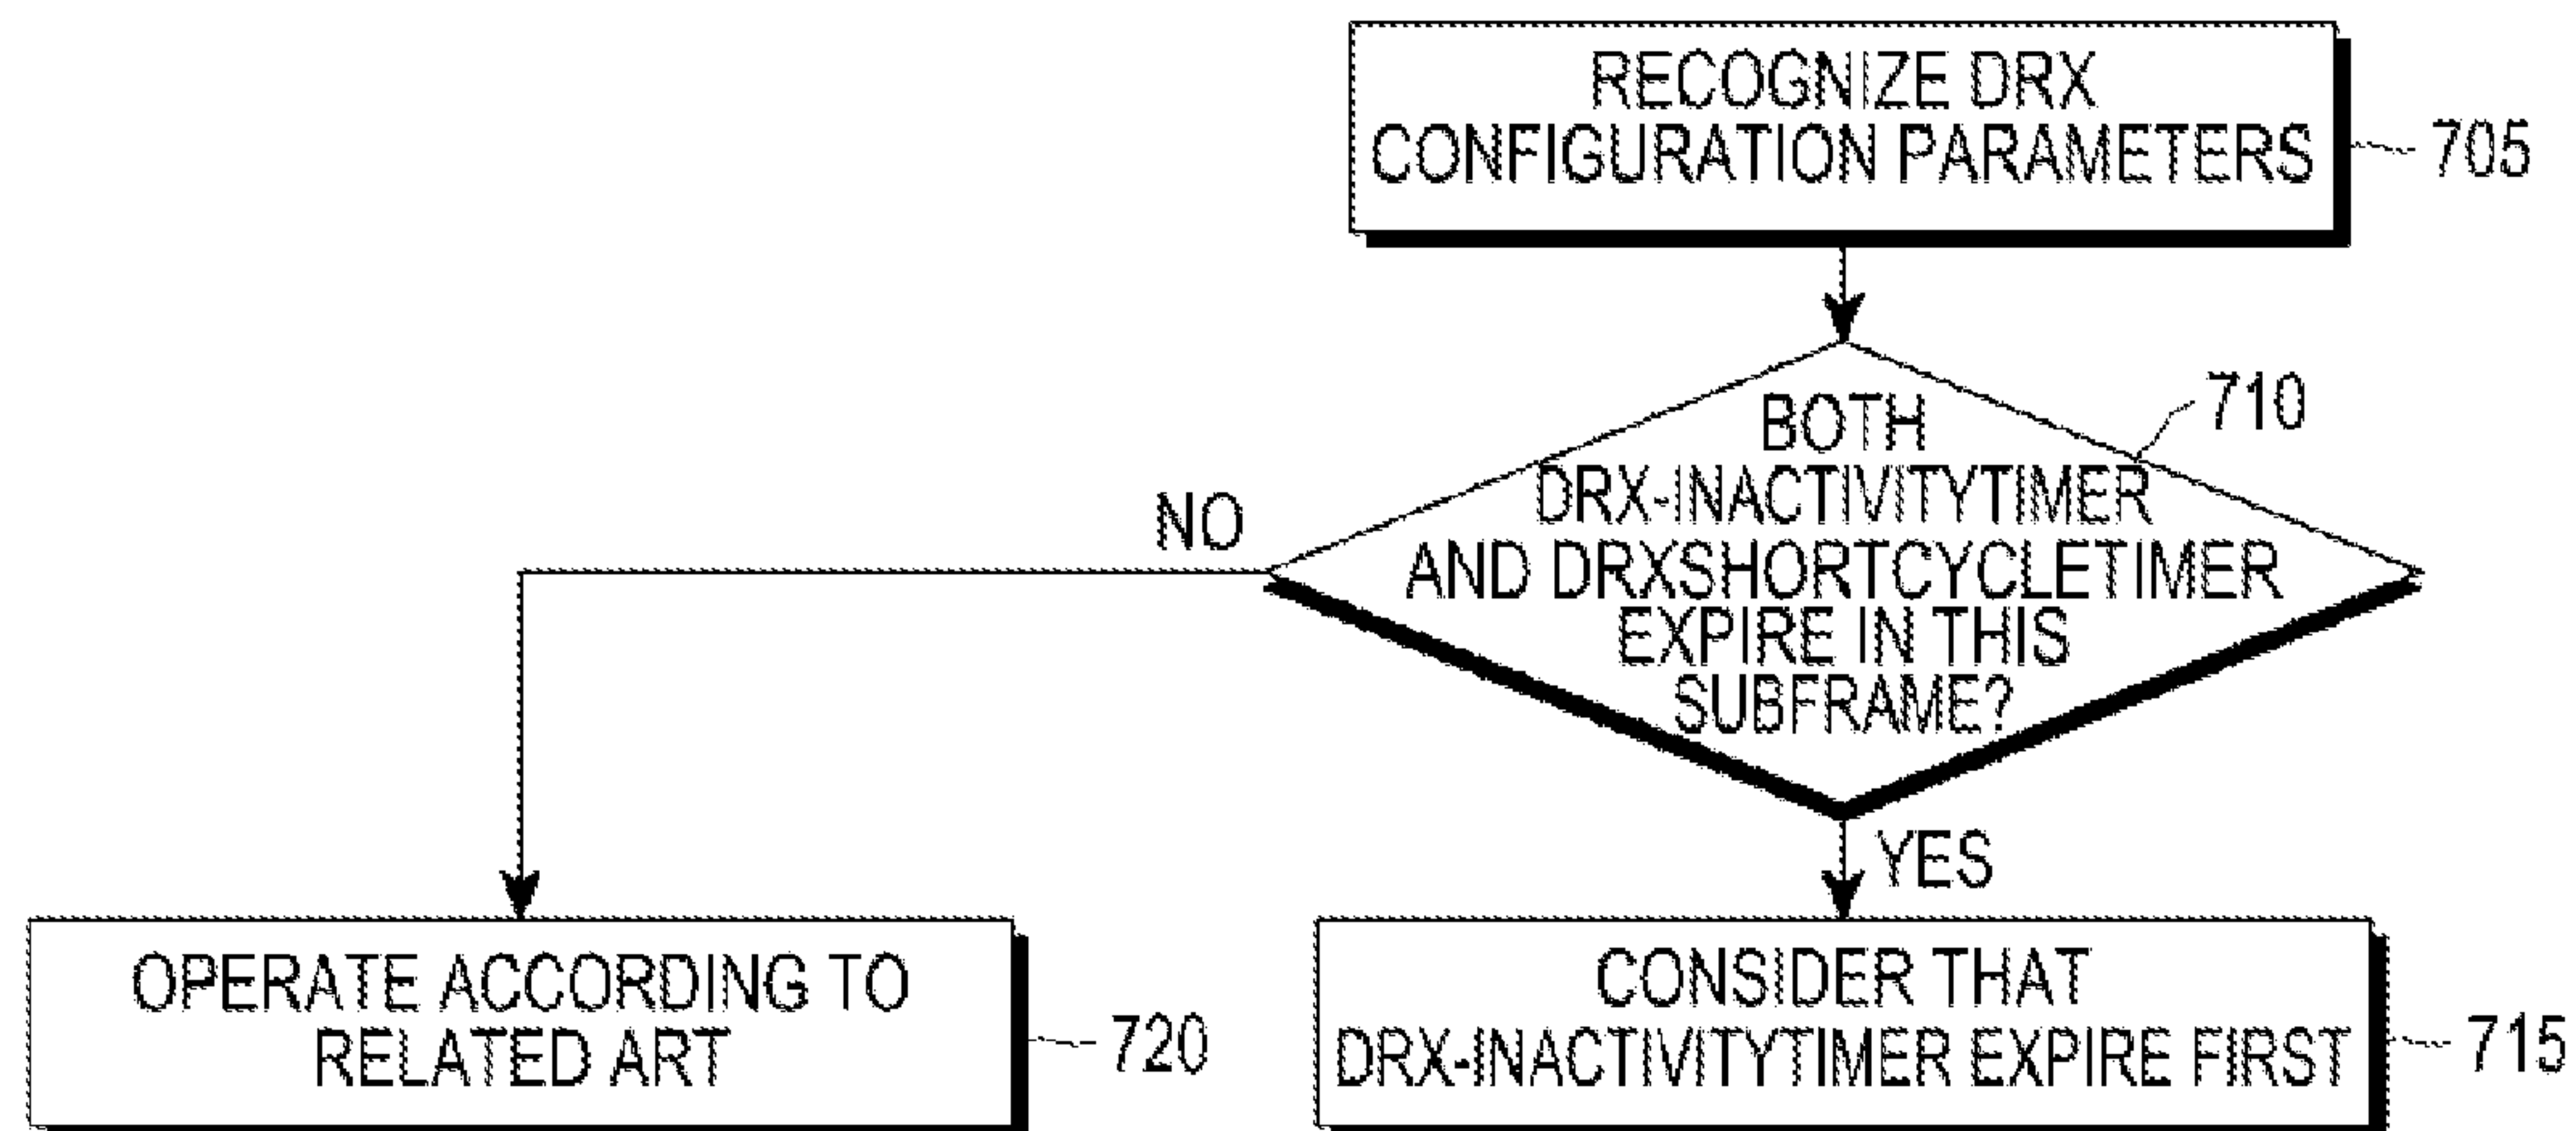 RECOGNIZE DRX
CONFIGURATION PARAMETERS
705
BOTH
DRX-INACTIVITYTIMER
AND DRXSHORTCYCLETIMER
EXPIRE IN THIS
SUBFRAME?
710
NO
YES
OPERATE ACCORDING TO
RELATED ART
720
CONSIDER THAT
DRX-INACTIVITYTIMER EXPIRE FIRST
715